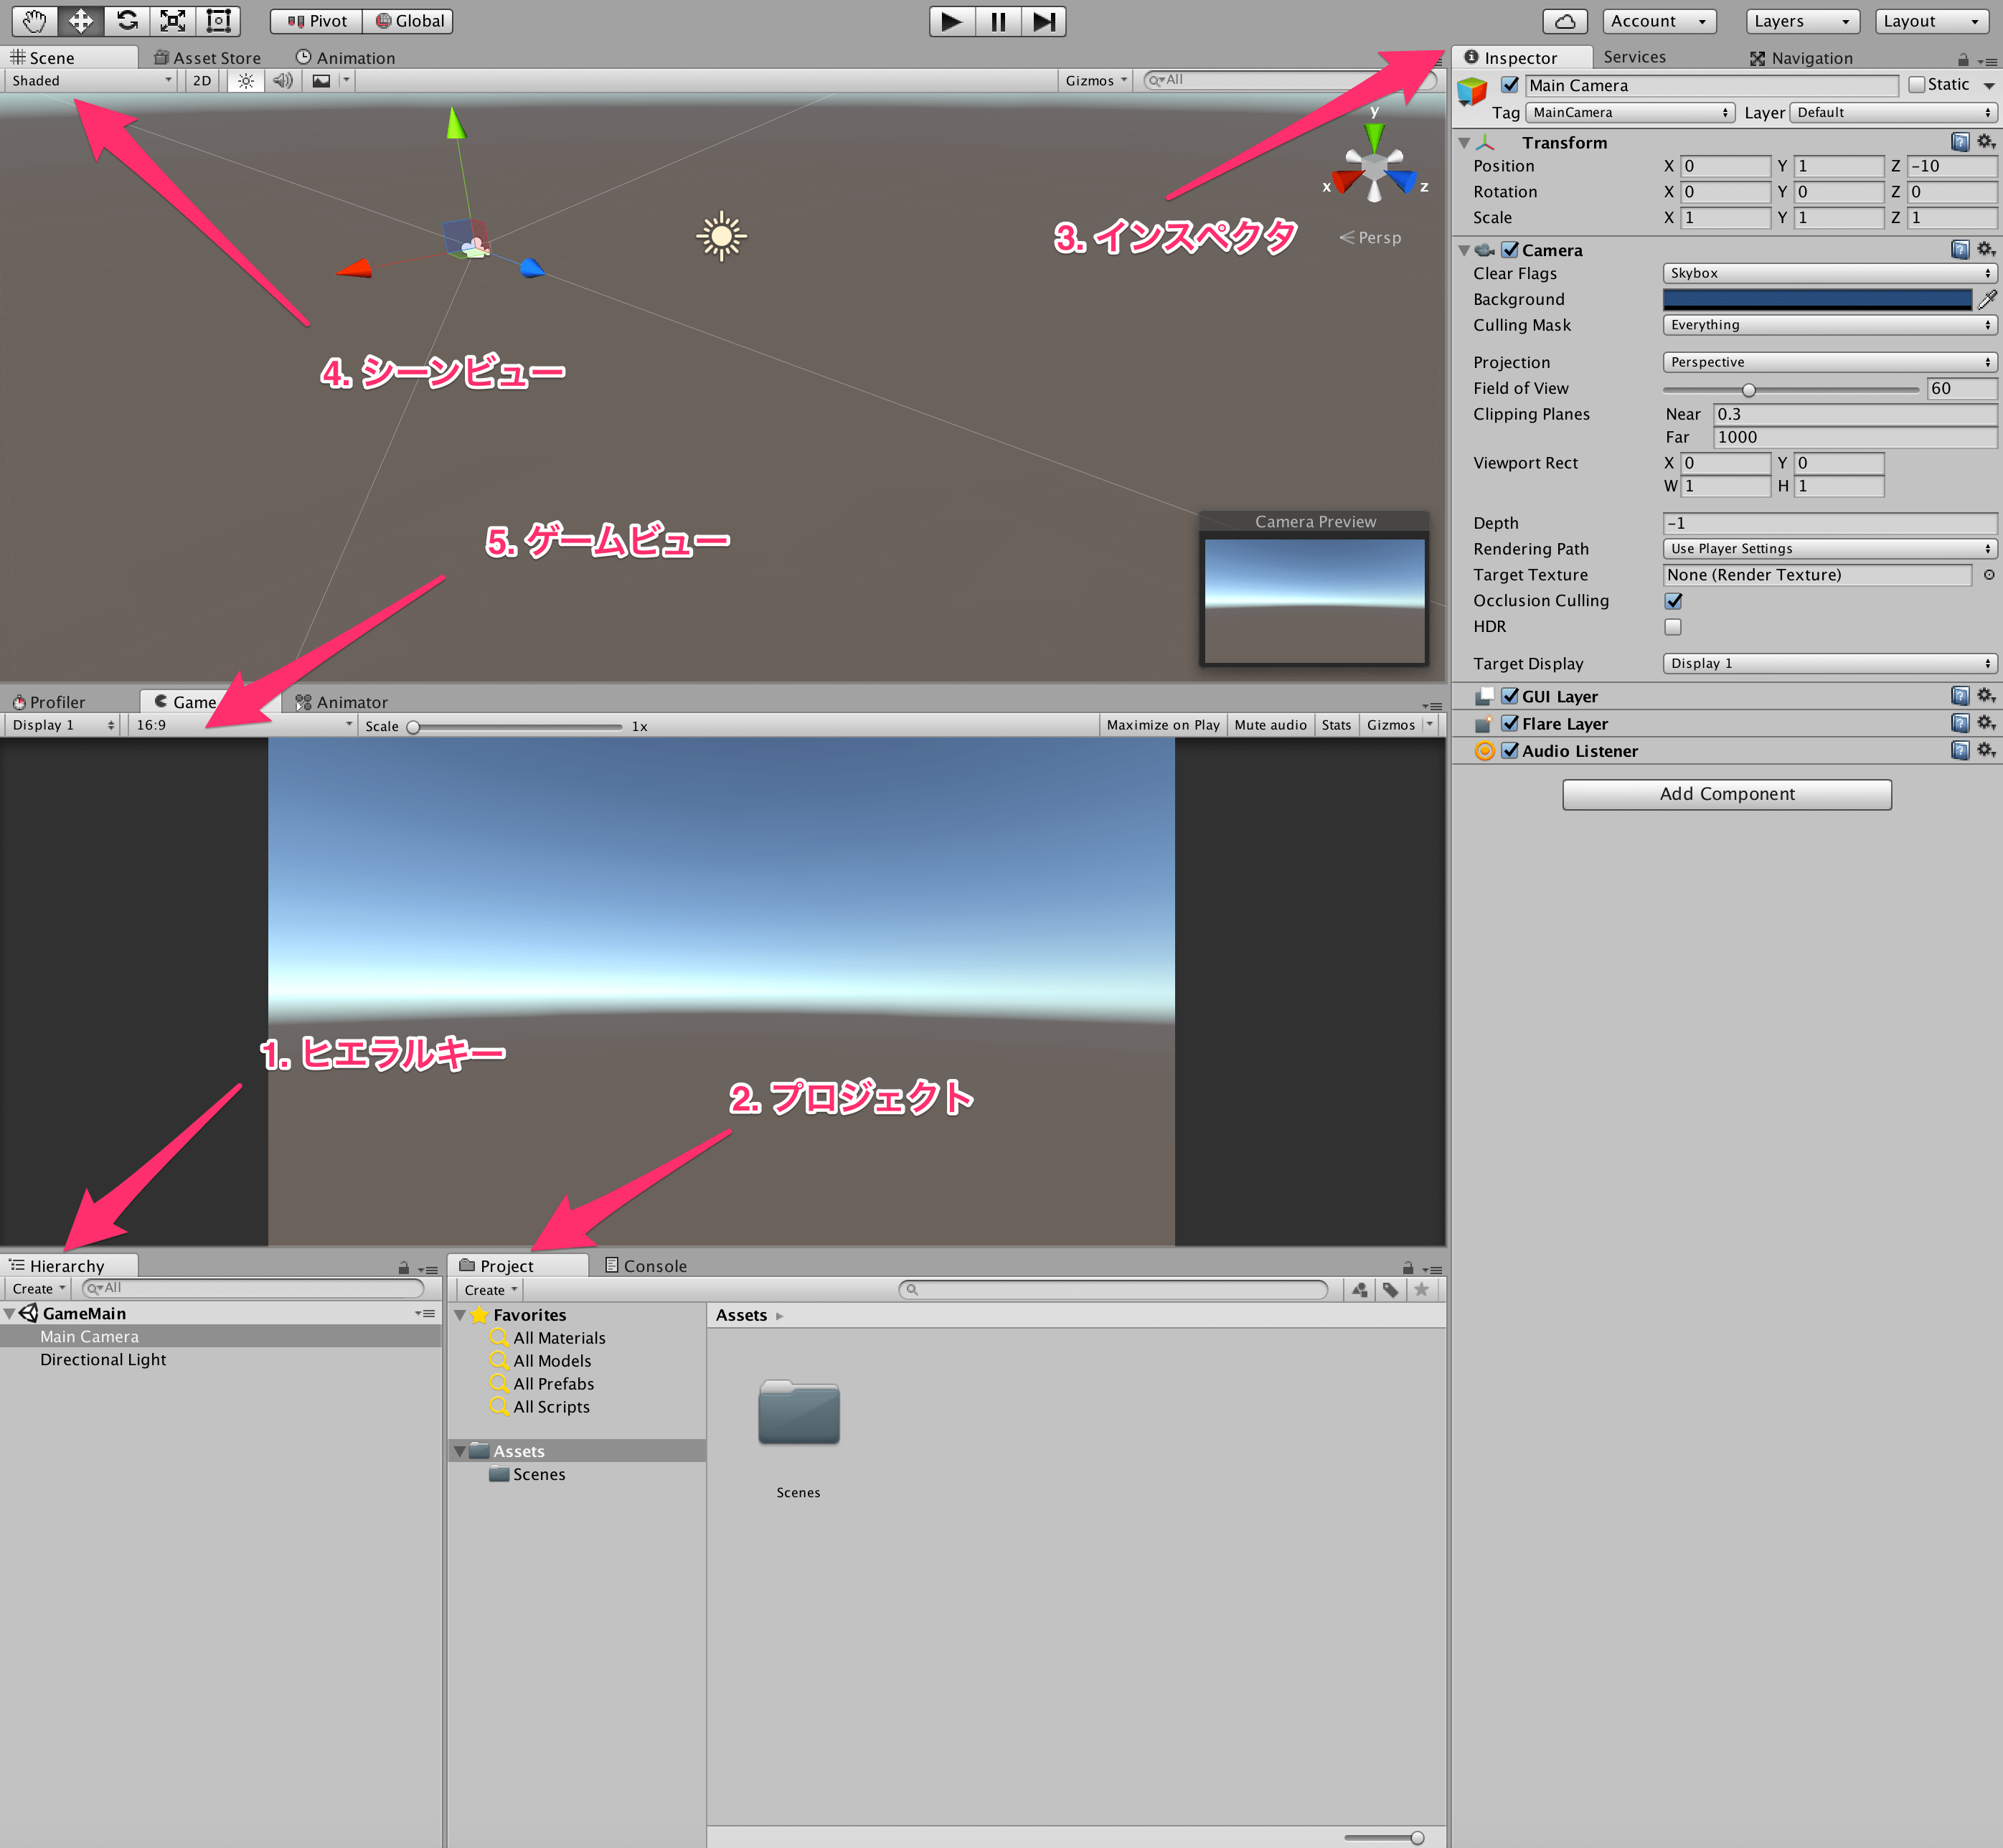 Pivot Global Account Layers Layout
Scene Asset Store Animation
Shaded 2D Gizmos All
y
x z
Persp
3. インスペクタ
4. シーンビュー
5. ゲームビュー
Camera Preview
Profiler Game Animator
Display 1 16:9 Scale 1x Maximize on Play Mute audio Stats Gizmos
1. ヒエラルキー
2. プロジェクト
Hierarchy
Create All
GameMain
Main Camera
Directional Light
Project Console
Create
Favorites
All Materials
All Models
All Prefabs
All Scripts
Assets
Scenes
Assets
Scenes
Inspector Services Navigation
Main Camera Static
Tag MainCamera Layer Default
Transform
Position X 0 Y 1 Z -10
Rotation X 0 Y 0 Z 0
Scale X 1 Y 1 Z 1
Camera
Clear Flags Skybox
Background
Culling Mask Everything
Projection Perspective
Field of View 60
Clipping Planes Near 0.3
Far 1000
Viewport Rect X 0 Y 0
W 1 H 1
Depth -1
Rendering Path Use Player Settings
Target Texture None (Render Texture)
Occlusion Culling
HDR
Target Display Display 1
GUI Layer
Flare Layer
Audio Listener
Add Component